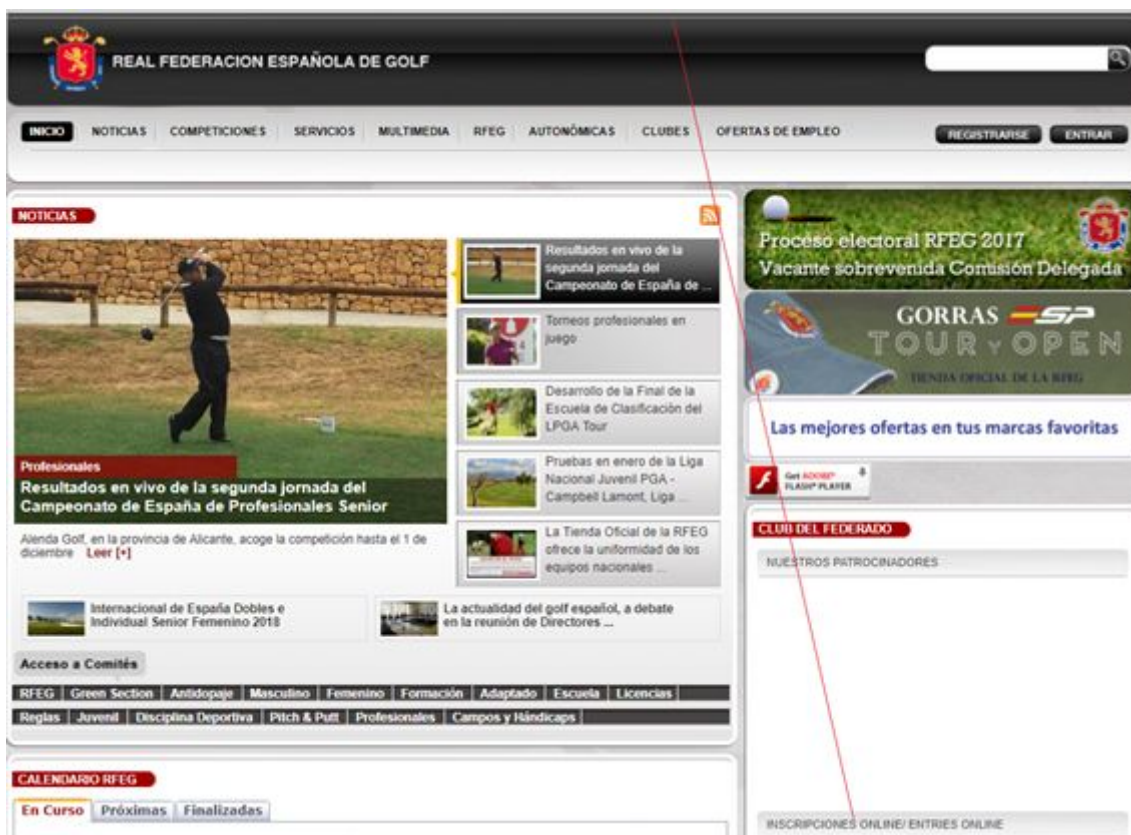 REAL FEDERACION ESPAÑOLA DE GOLF
INICIO NOTICIAS COMPETICIONES SERVICIOS MULTIMEDIA RFEG AUTONÓMICAS CLUBES OFERTAS DE EMPLEO REGISTRARSE ENTRAR
NOTICIAS
Profesionales
Resultados en vivo de la segunda jornada del
Campeonato de España de Profesionales Senior
Alenda Golf, en la provincia de Alicante, acoge la competición hasta el 1 de
diciembre Leer [+]
Resultados en vivo de la
segunda jornada del
Campeonato de España de ...
Torneos profesionales en
juego
Desarrollo de la Final de la
Escuela de Clasificación del
LPGA Tour
Pruebas en enero de la Liga
Nacional Juvenil PGA -
Campbell Lamont, Liga ...
La Tienda Oficial de la RFEG
ofrece la uniformidad de los
equipos nacionales ...
Internacional de España Dobles e
Individual Senior Femenino 2018
La actualidad del golf español, a debate
en la reunión de Directores ...
Acceso a Comités
RFEG Green Section Antidopaje Masculino Femenino Formación Adaptado Escuela Licencias
Reglas Juvenil Disciplina Deportiva Pitch & Putt Profesionales Campos y Hándicaps
CALENDARIO RFEG
En Curso Próximas Finalizadas
Proceso electoral RFEG 2017
Vacante sobrevenida Comisión Delegada
GORRAS ESP
TOUR Y OPEN
TIENDA OFICIAL DE LA RFEG
Las mejores ofertas en tus marcas favoritas
Get ADOBE®
FLASH® PLAYER
CLUB DEL FEDERADO
NUESTROS PATROCINADORES
INSCRIPCIONES ONLINE/ ENTRIES ONLINE